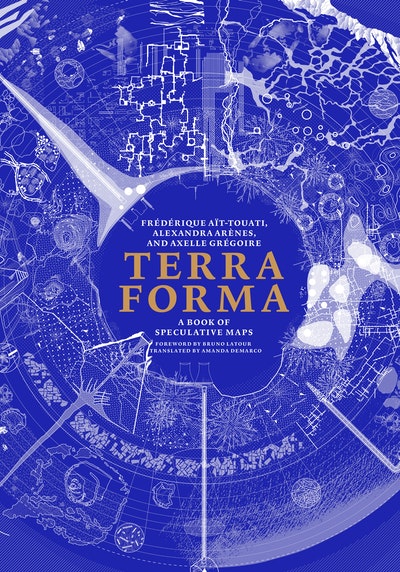 FRÉDÉRIQUE AÏT-TOUATI,
ALEXANDRA ARÈNES,
AND AXELLE GRÉGOIRE
TERRA
FORMA
A BOOK OF
SPECULATIVE MAPS
FOREWORD BY BRUNO LATOUR
TRANSLATED BY AMANDA DEMARCO